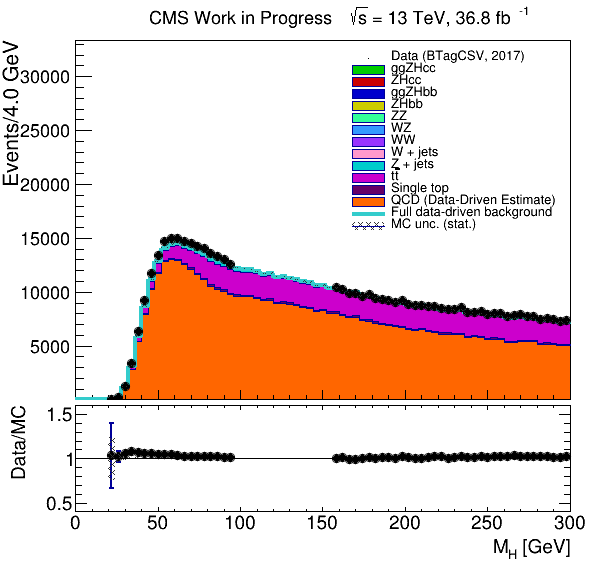 CMS Work in Progress √s = 13 TeV, 36.8 fb -1
Events/4.0 GeV
30000
25000
20000
15000
10000
5000
Data (BTagCSV, 2017)
ggZHcc
ZHcc
ggZHbb
ZHbb
ZZ
WZ
WW
W + jets
Z + jets
tt̅
Single top
QCD (Data-Driven Estimate)
Full data-driven background
MC unc. (stat.)
Data/MC
1.5
1
0.5
0 50 100 150 200 250 300
M_H [GeV]